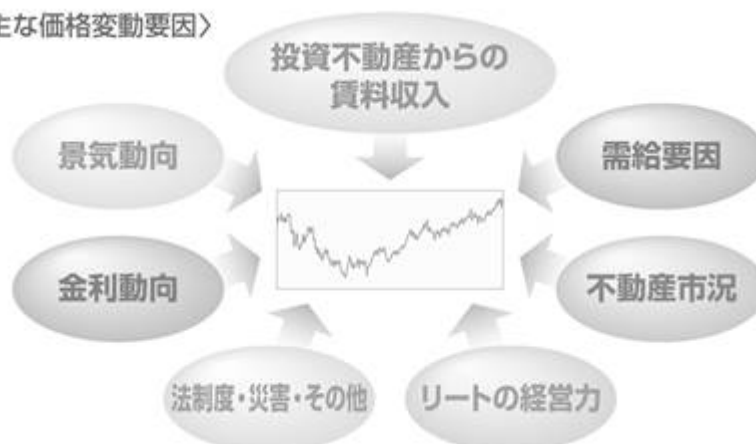 主な価格変動要因〉
投資不動産からの
賃料収入
景気動向
需給要因
金利動向
不動産市況
法制度・災害・その他
リートの経営力